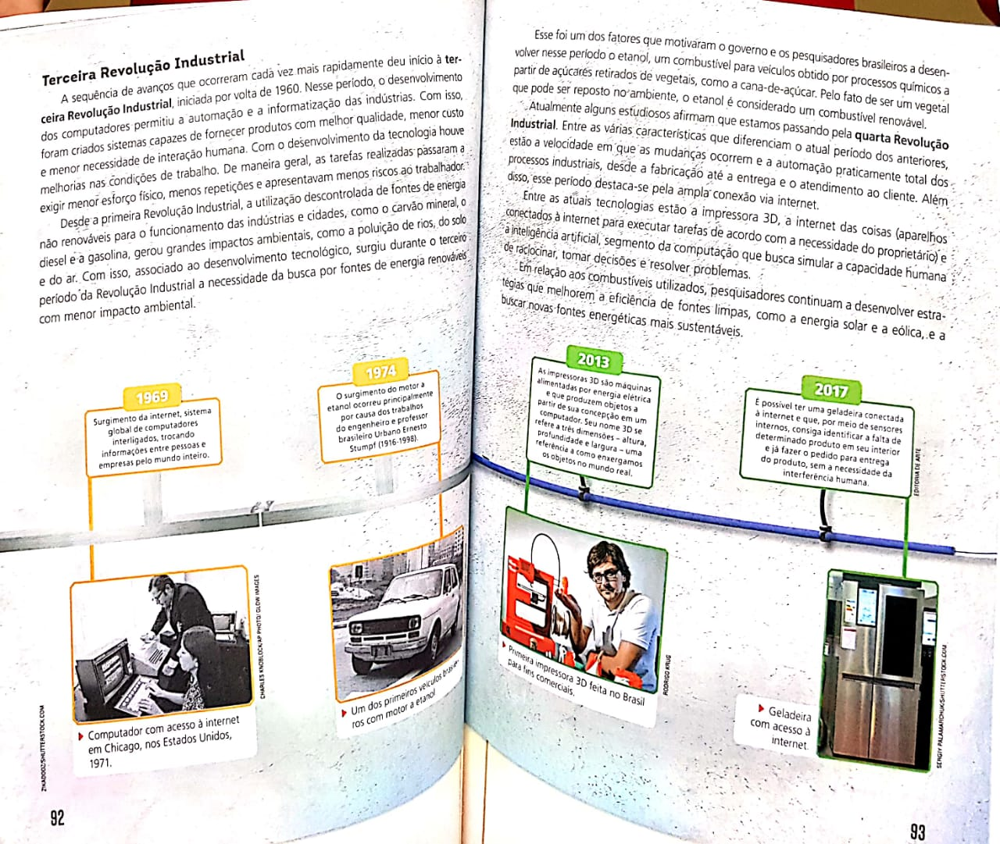 Terceira Revolução Industrial
A sequência de avanços que ocorreram cada vez mais rapidamente deu início à ter-
ceira Revolução Industrial, iniciada por volta de 1960. Nesse período, o desenvolvimento
dos computadores permitiu a automação e a informatização das indústrias. Com isso,
foram criados sistemas capazes de fornecer produtos com melhor qualidade, menor custo
e menor necessidade de interação humana. Com o desenvolvimento da tecnologia houve
melhorias nas condições de trabalho. De maneira geral, as tarefas realizadas passaram a
exigir menor esforço físico, menos repetições e apresentavam menos riscos ao trabalhador.
Desde a primeira Revolução Industrial, a utilização descontrolada de fontes de energia
não renováveis para o funcionamento das indústrias e cidades, como o carvão mineral, o
diesel e a gasolina, gerou grandes impactos ambientais, como a poluição de rios, do solo
e do ar. Com isso, associado ao desenvolvimento tecnológico, surgiu durante o terceiro
período da Revolução Industrial a necessidade da busca por fontes de energia renováveis
com menor impacto ambiental.
1969
Surgimento da internet, sistema
global de computadores
interligados, trocando
informações entre pessoas e
empresas pelo mundo inteiro.
1974
O surgimento do motor a
etanol ocorreu principalmente
por causa dos trabalhos
do engenheiro e professor
brasileiro Urbano Ernesto
Stumpf (1916-1998).
CHARLES KNOBLOCK/AP PHOTO/ GLOW IMAGES
Computador com acesso à internet
em Chicago, nos Estados Unidos,
1971.
Um dos primeiros veículos brasilei-
ros com motor a etanol
92
Esse foi um dos fatores que motivaram o governo e os pesquisadores brasileiros a desen-
volver nesse período o etanol, um combustível para veículos obtido por processos químicos a
partir de açúcares retirados de vegetais, como a cana-de-açúcar. Pelo fato de ser um vegetal
que pode ser reposto no ambiente, o etanol é considerado um combustível renovável.
Atualmente alguns estudiosos afirmam que estamos passando pela quarta Revolução
Industrial. Entre as várias características que diferenciam o atual período dos anteriores,
estão a velocidade em que as mudanças ocorrem e a automação praticamente total dos
processos industriais, desde a fabricação até a entrega e o atendimento ao cliente. Além
disso, esse período destaca-se pela ampla conexão via internet.
Entre as atuais tecnologias estão a impressora 3D, a internet das coisas (aparelhos
conectados à internet para executar tarefas de acordo com a necessidade do proprietário) e
a inteligência artificial, segmento da computação que busca simular a capacidade humana
de raciocinar, tomar decisões e resolver problemas.
Em relação aos combustíveis utilizados, pesquisadores continuam a desenvolver estra-
tégias que melhorem a eficiência de fontes limpas, como a energia solar e a eólica, e a
buscar novas fontes energéticas mais sustentáveis.
2013
As impressoras 3D são máquinas
alimentadas por energia elétrica
e que produzem objetos a
partir de sua concepção em um
computador. Seu nome 3D se
refere a três dimensões – altura,
profundidade e largura – uma
referência a como enxergamos
os objetos no mundo real.
2017
É possível ter uma geladeira conectada
à internet e que, por meio de sensores
internos, consiga identificar a falta de
determinado produto em seu interior
e já fazer o pedido para entrega
do produto, sem a necessidade da
interferência humana.
EDITORIA DE ARTE
Primeira impressora 3D feita no Brasil
para fins comerciais.
RODRIGO KRUG
Geladeira
com acesso à
internet.
SERGIY PALAMARCHUK/SHUTTERSTOCK.COM
93